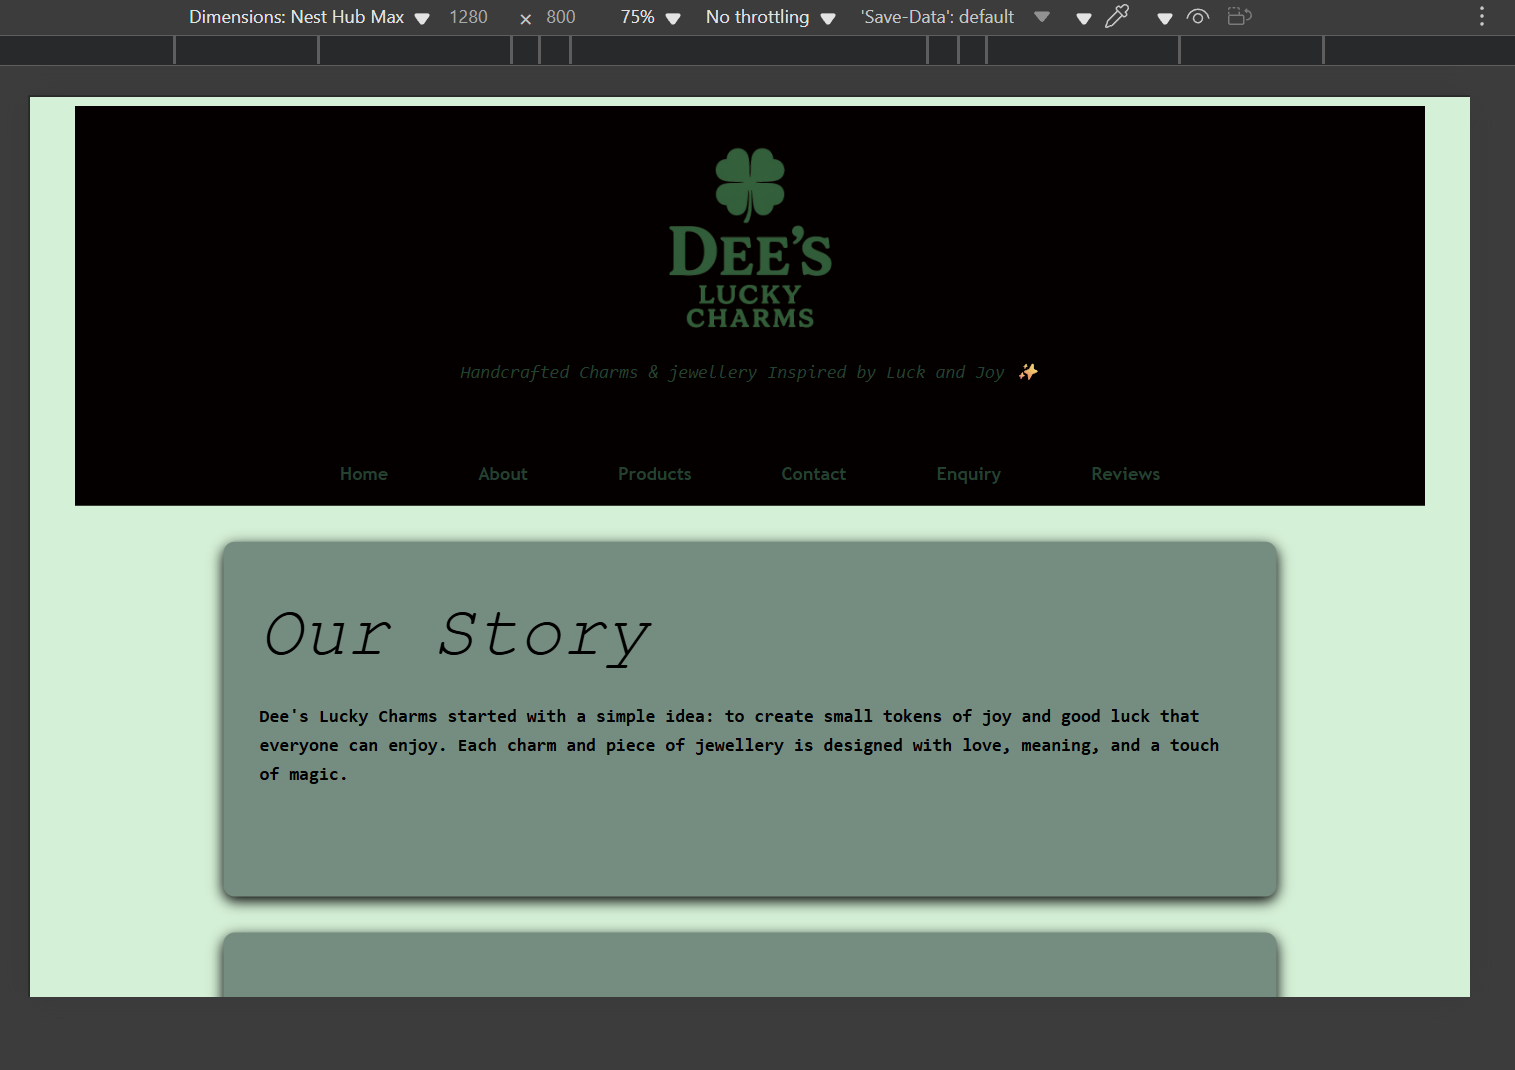 Dimensions: Nest Hub Max 1280 × 800 75% No throttling 'Save-Data': default
DEE'S
LUCKY
CHARMS
Handcrafted Charms & jewellery Inspired by Luck and Joy ✨
Home About Products Contact Enquiry Reviews
Our Story
Dee's Lucky Charms started with a simple idea: to create small tokens of joy and good luck that
everyone can enjoy. Each charm and piece of jewellery is designed with love, meaning, and a touch
of magic.